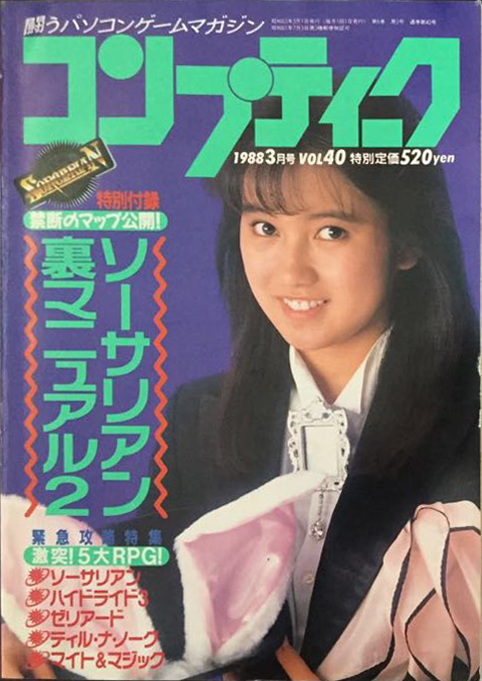 闘うパソコンゲームマガジン
コンプティーク
1988 3月号 VOL40 特別定価520yen
SORCERIAN
特別付録
禁断のマップ公開!
ソーサリアン
裏マニュアル2
緊急攻略特集
激突!5大RPG!
ソーサリアン
ハイドライド3
ゼリアード
ティル・ナ・ノーグ
マイト&マジック